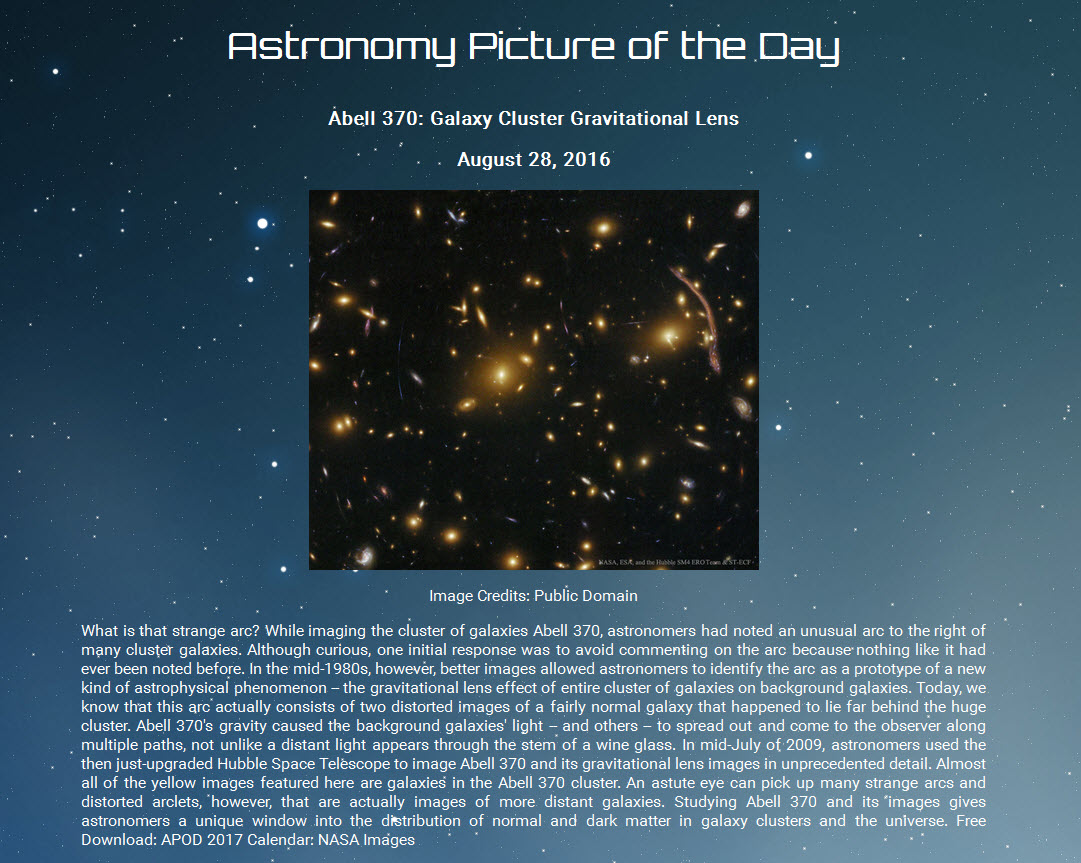 Astronomy Picture of the Day
Abell 370: Galaxy Cluster Gravitational Lens
August 28, 2016
NASA, ESA, and the Hubble SM4 ERO Team & ST-ECF
Image Credits: Public Domain
What is that strange arc? While imaging the cluster of galaxies Abell 370, astronomers had noted an unusual arc to the right of
many cluster galaxies. Although curious, one initial response was to avoid commenting on the arc because nothing like it had
ever been noted before. In the mid-1980s, however, better images allowed astronomers to identify the arc as a prototype of a new
kind of astrophysical phenomenon – the gravitational lens effect of entire cluster of galaxies on background galaxies. Today, we
know that this arc actually consists of two distorted images of a fairly normal galaxy that happened to lie far behind the huge
cluster. Abell 370's gravity caused the background galaxies' light – and others – to spread out and come to the observer along
multiple paths, not unlike a distant light appears through the stem of a wine glass. In mid-July of 2009, astronomers used the
then just-upgraded Hubble Space Telescope to image Abell 370 and its gravitational lens images in unprecedented detail. Almost
all of the yellow images featured here are galaxies in the Abell 370 cluster. An astute eye can pick up many strange arcs and
distorted arclets, however, that are actually images of more distant galaxies. Studying Abell 370 and its images gives
astronomers a unique window into the distribution of normal and dark matter in galaxy clusters and the universe. Free
Download: APOD 2017 Calendar: NASA Images